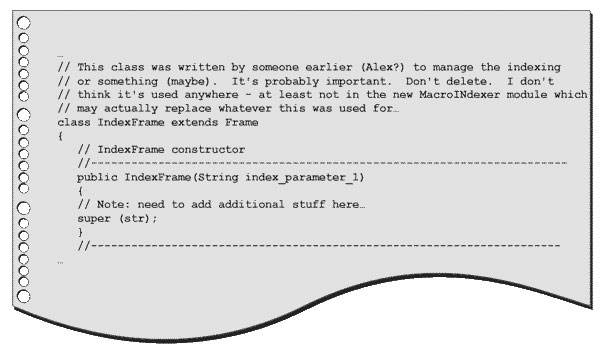 …
// This class was written by someone earlier (Alex?) to manage the indexing
// or something (maybe).  It's probably important.  Don't delete.  I don't
// think it's used anywhere - at least not in the new MacroINdexer module which
// may actually replace whatever this was used for…
class IndexFrame extends Frame
{
   // IndexFrame constructor
   //---------------------------------------------------------------------
   public IndexFrame(String index_parameter_1)
   {
   // Note: need to add additional stuff here…
   super (str);
   }
   //--------------------------------------------------------------------
…